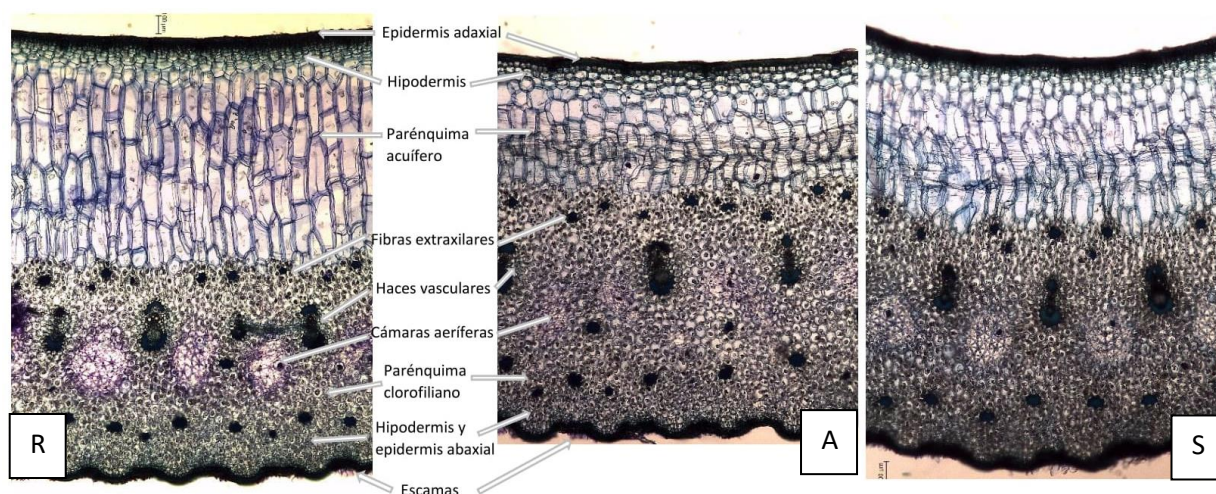 Epidermis adaxial
Hipodermis
Parénquima
acuífero
Fibras extraxilares
Haces vasculares
Cámaras aeríferas
Parénquima
clorofiliano
Hipodermis y
epidermis abaxial
Escamas
R
A
S